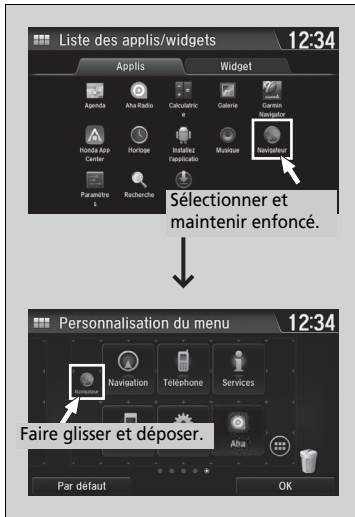 Liste des applis/widgets 12:34
Applis Widget
Agenda Aha Radio Calculatric
e Galerie Garmin
Navigator
Honda App
Center Horloge Installez
l'applicatio Musique Navigateur
Paramètre
s Recherche
Sélectionner et
maintenir enfoncé.
Personnalisation du menu 12:34
Navigateur Navigation Téléphone Services
Aha
Faire glisser et déposer.
Par défaut OK